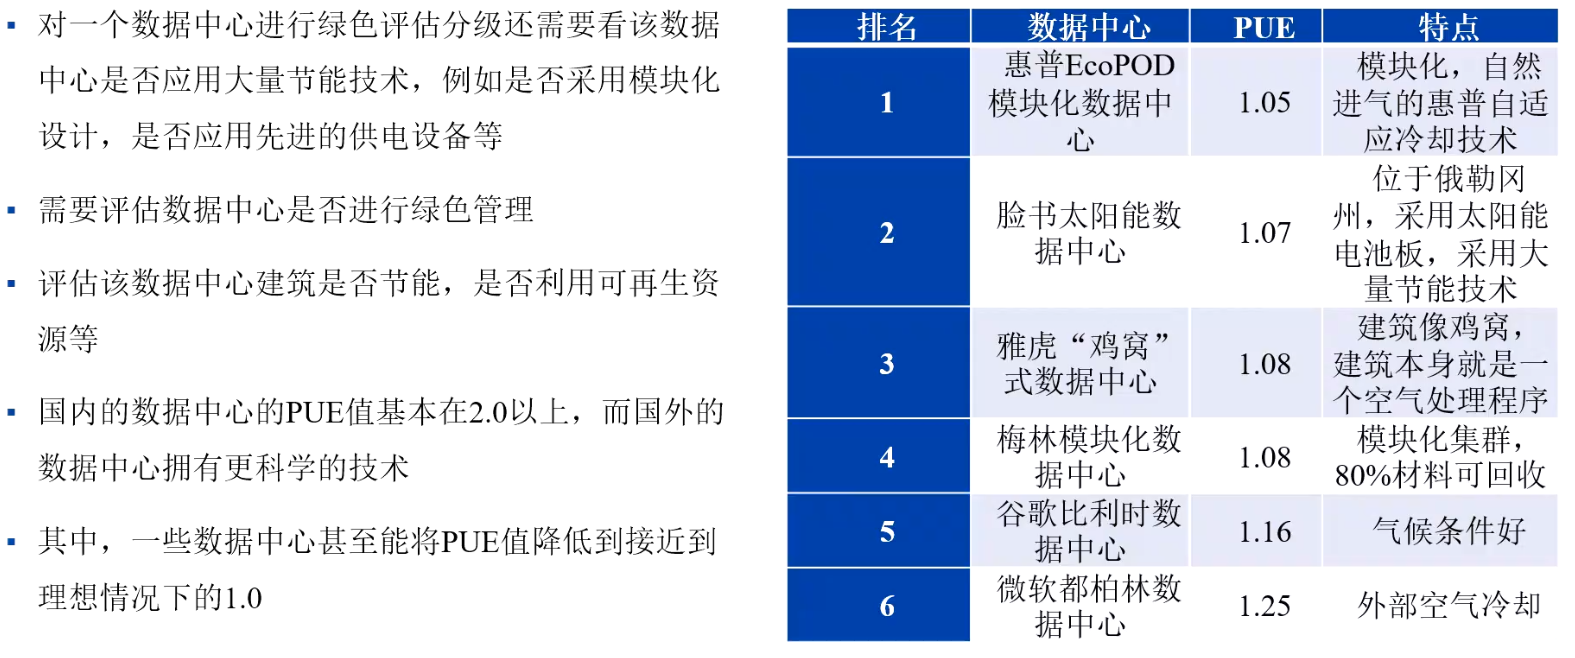 ▪ 对一个数据中心进行绿色评估分级还需要看该数据
中心是否应用大量节能技术，例如是否采用模块化
设计，是否应用先进的供电设备等
▪ 需要评估数据中心是否进行绿色管理
▪ 评估该数据中心建筑是否节能，是否利用可再生资
源等
▪ 国内的数据中心的PUE值基本在2.0以上，而国外的
数据中心拥有更科学的技术
▪ 其中，一些数据中心甚至能将PUE值降低到接近到
理想情况下的1.0
排名 数据中心 PUE 特点
1
惠普EcoPOD
模块化数据中
心
1.05
模块化，自然
进气的惠普自适
应冷却技术
2
脸书太阳能数
据中心
1.07
位于俄勒冈
州，采用太阳能
电池板，采用大
量节能技术
3
雅虎“鸡窝”
式数据中心
1.08
建筑像鸡窝，
建筑本身就是一
个空气处理程序
4
梅林模块化数
据中心
1.08
模块化集群，
80%材料可回收
5
谷歌比利时数
据中心
1.16
气候条件好
6
微软都柏林数
据中心
1.25
外部空气冷却